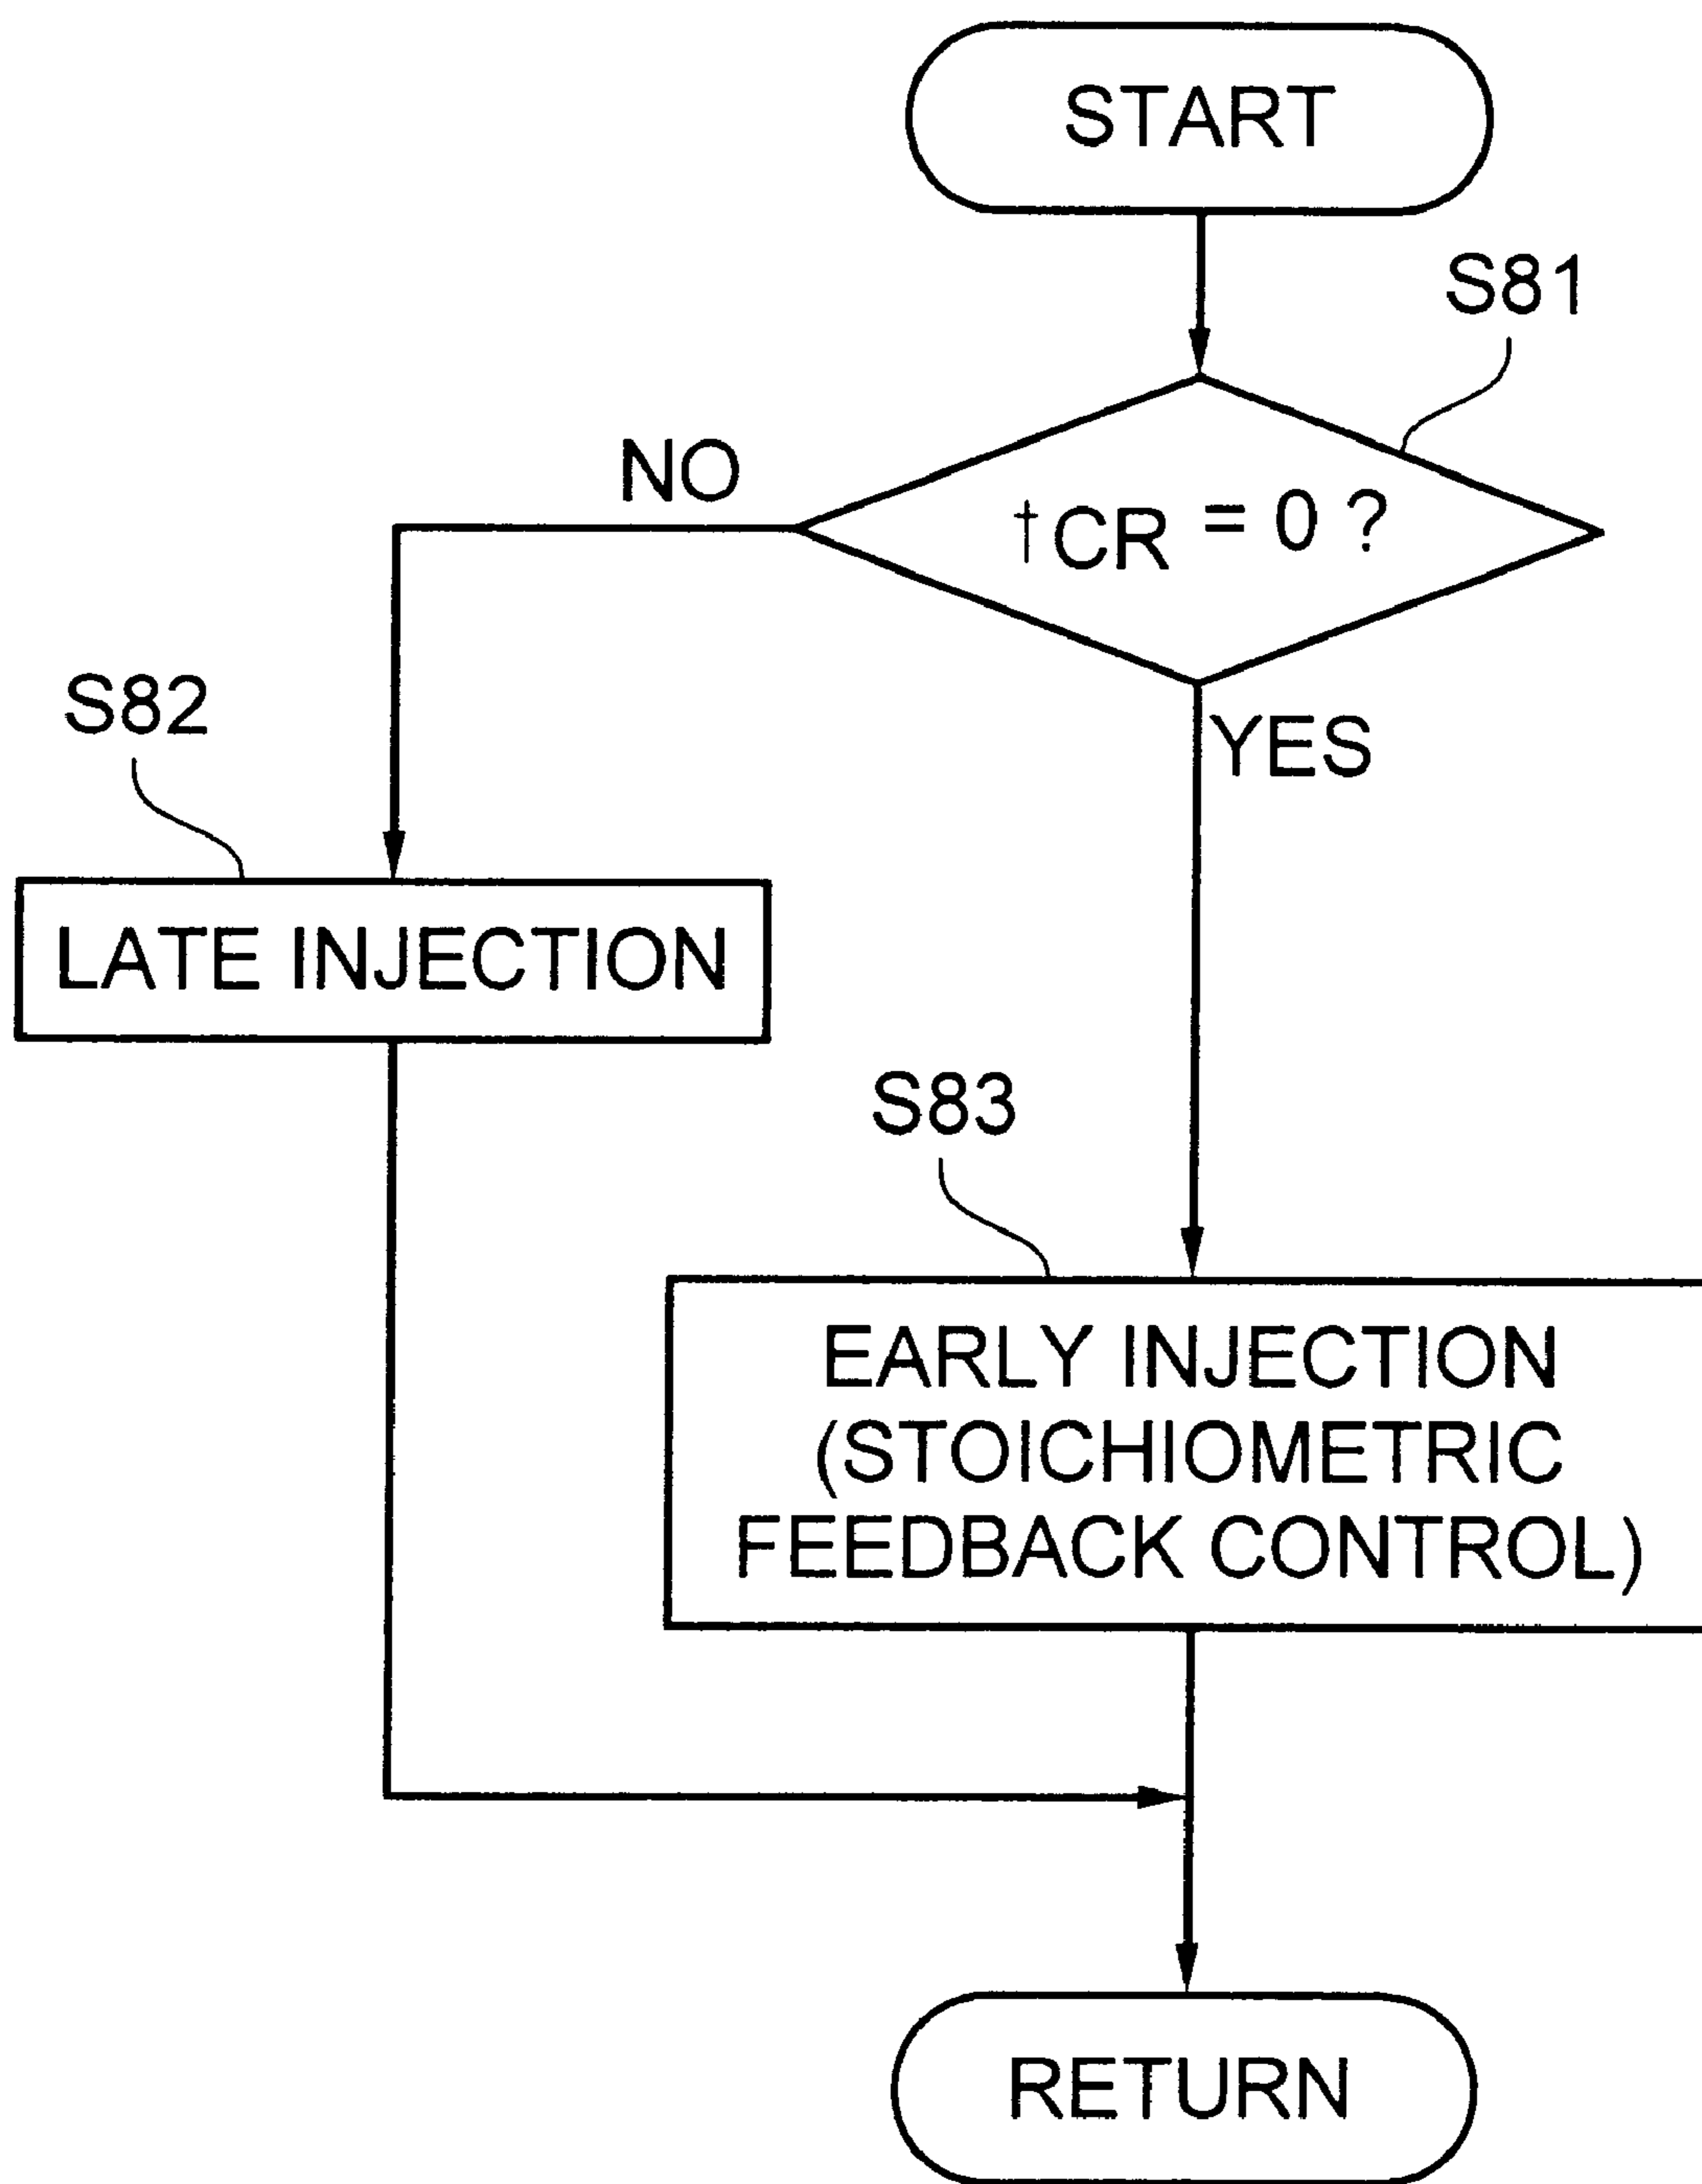 START
S81
NO
†CR = 0 ?
S82
YES
LATE INJECTION
S83
EARLY INJECTION
(STOICHIOMETRIC
FEEDBACK CONTROL)
RETURN